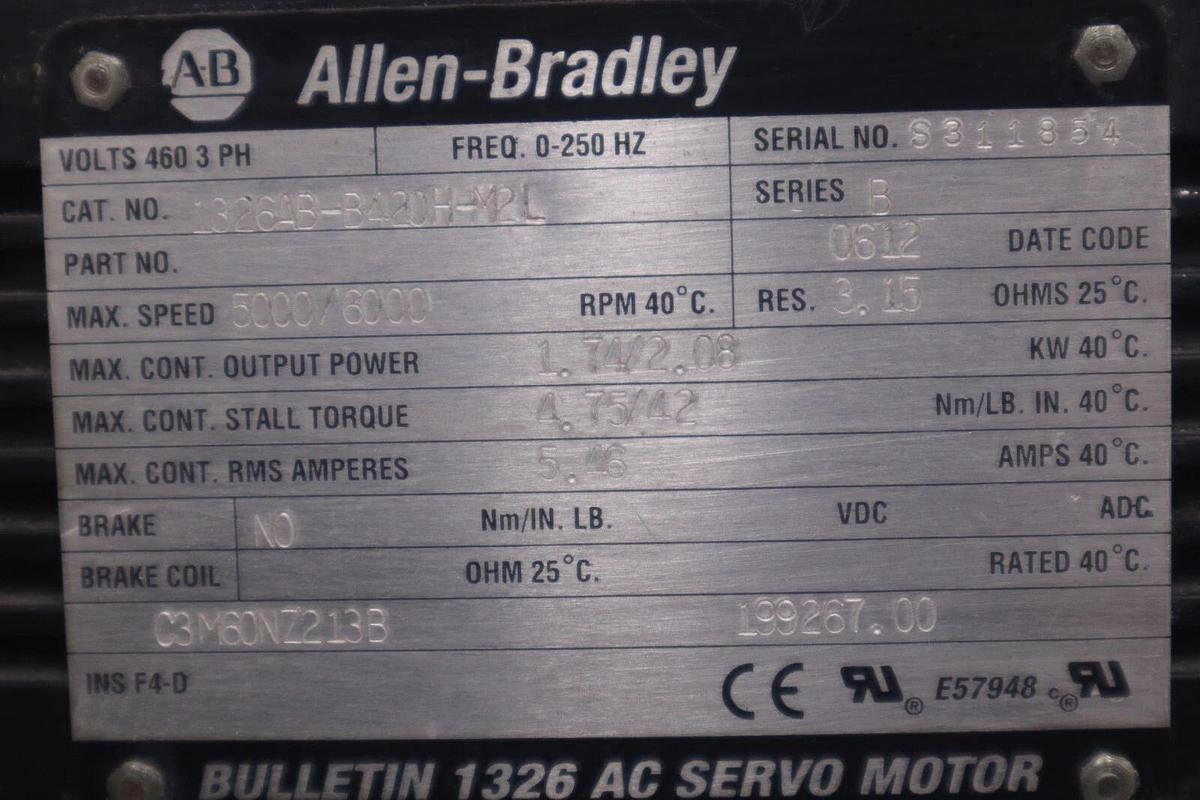 A-B Allen-Bradley
VOLTS 460 3 PH FREQ. 0-250 HZ SERIAL NO. S311854
CAT. NO. 1326AB-B420H-M2L SERIES B
PART NO. 0612 DATE CODE
MAX. SPEED 5000/6000 RPM 40°C. RES. 3.15 OHMS 25°C.
MAX. CONT. OUTPUT POWER 1.74/2.08 KW 40°C.
MAX. CONT. STALL TORQUE 4.75/42 Nm/LB. IN. 40°C.
MAX. CONT. RMS AMPERES 5.46 AMPS 40°C.
BRAKE NO Nm/IN. LB. VDC ADC.
BRAKE COIL OHM 25°C. RATED 40°C.
C3M60NZ213B 199267.00
INS F4-D CE RU® E57948 c®RU
BULLETIN 1326 AC SERVO MOTOR